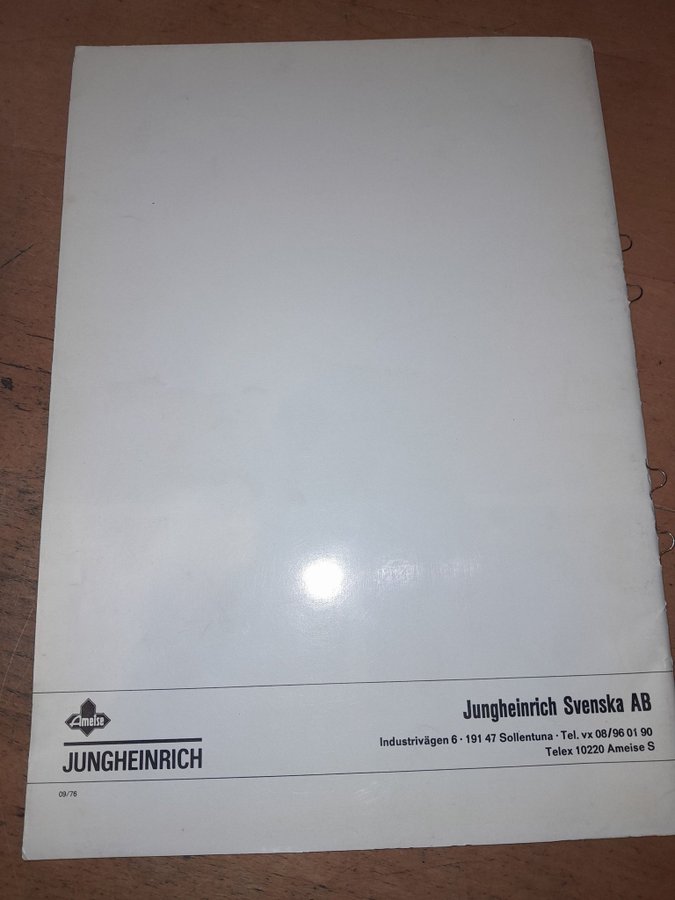 Ameise
JUNGHEINRICH
Jungheinrich Svenska AB
Industrivägen 6 · 191 47 Sollentuna · Tel. vx 08/96 01 90
Telex 10220 Ameise S
09/76